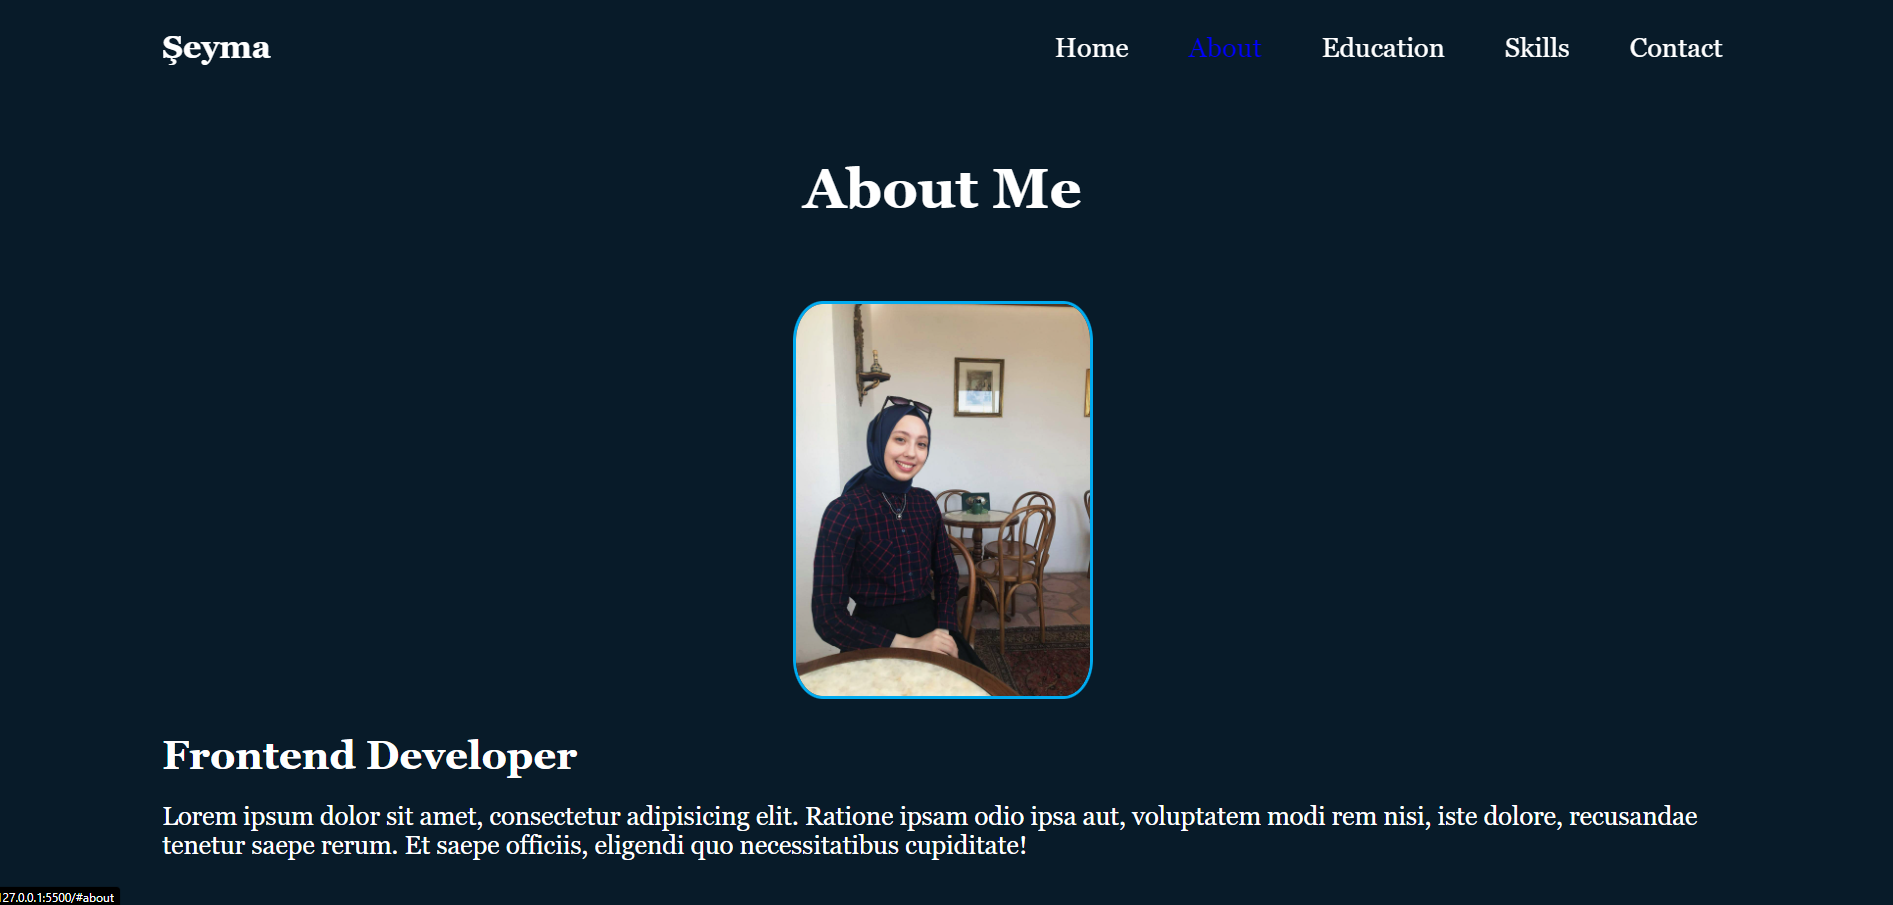 Şeyma
Home About Education Skills Contact
About Me
Frontend Developer
Lorem ipsum dolor sit amet, consectetur adipisicing elit. Ratione ipsam odio ipsa aut, voluptatem modi rem nisi, iste dolore, recusandae
tenetur saepe rerum. Et saepe officiis, eligendi quo necessitatibus cupiditate!
127.0.0.1:5500/#about